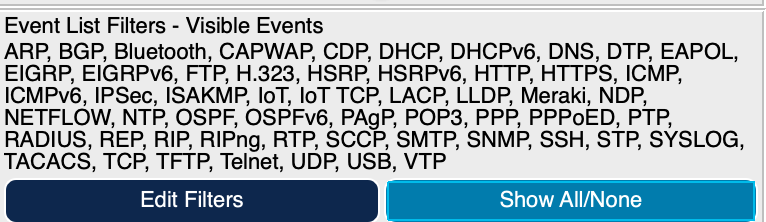 Event List Filters - Visible Events
ARP, BGP, Bluetooth, CAPWAP, CDP, DHCP, DHCPv6, DNS, DTP, EAPOL,
EIGRP, EIGRPv6, FTP, H.323, HSRP, HSRPv6, HTTP, HTTPS, ICMP,
ICMPv6, IPSec, ISAKMP, IoT, IoT TCP, LACP, LLDP, Meraki, NDP,
NETFLOW, NTP, OSPF, OSPFv6, PAgP, POP3, PPP, PPPoED, PTP,
RADIUS, REP, RIP, RIPng, RTP, SCCP, SMTP, SNMP, SSH, STP, SYSLOG,
TACACS, TCP, TFTP, Telnet, UDP, USB, VTP
Edit Filters
Show All/None